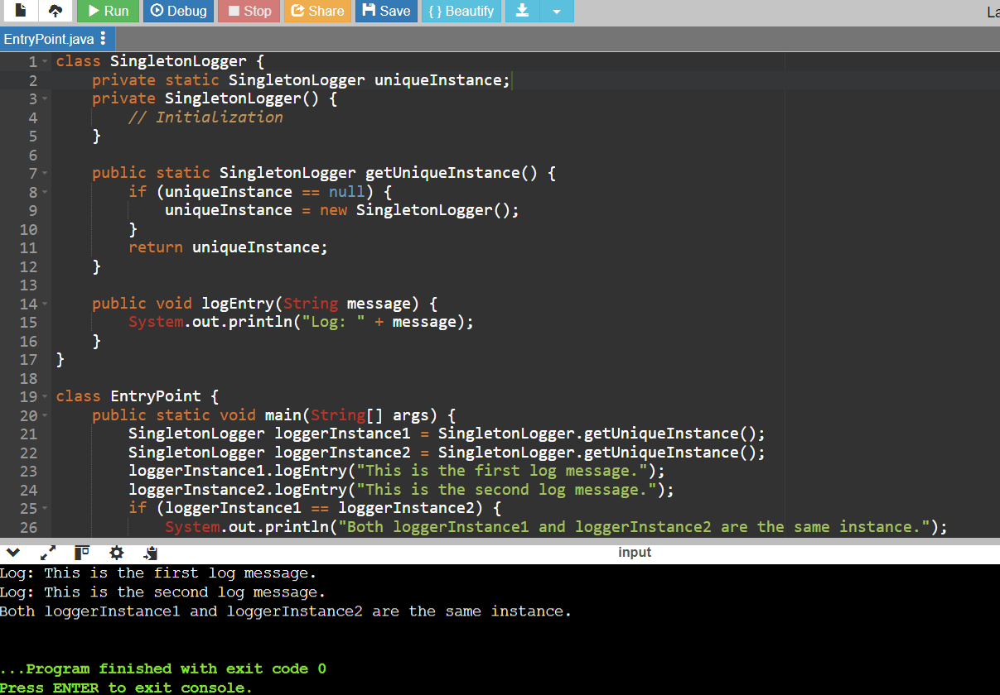 Run Debug Stop Share Save { } Beautify La
EntryPoint.java
1 class SingletonLogger {
2     private static SingletonLogger uniqueInstance;
3     private SingletonLogger() {
4         // Initialization
5     }
6
7     public static SingletonLogger getUniqueInstance() {
8         if (uniqueInstance == null) {
9             uniqueInstance = new SingletonLogger();
10         }
11         return uniqueInstance;
12     }
13
14     public void logEntry(String message) {
15         System.out.println("Log: " + message);
16     }
17 }
18
19 class EntryPoint {
20     public static void main(String[] args) {
21         SingletonLogger loggerInstance1 = SingletonLogger.getUniqueInstance();
22         SingletonLogger loggerInstance2 = SingletonLogger.getUniqueInstance();
23         loggerInstance1.logEntry("This is the first log message.");
24         loggerInstance2.logEntry("This is the second log message.");
25         if (loggerInstance1 == loggerInstance2) {
26             System.out.println("Both loggerInstance1 and loggerInstance2 are the same instance.");
input
Log: This is the first log message.
Log: This is the second log message.
Both loggerInstance1 and loggerInstance2 are the same instance.
...Program finished with exit code 0
Press ENTER to exit console.